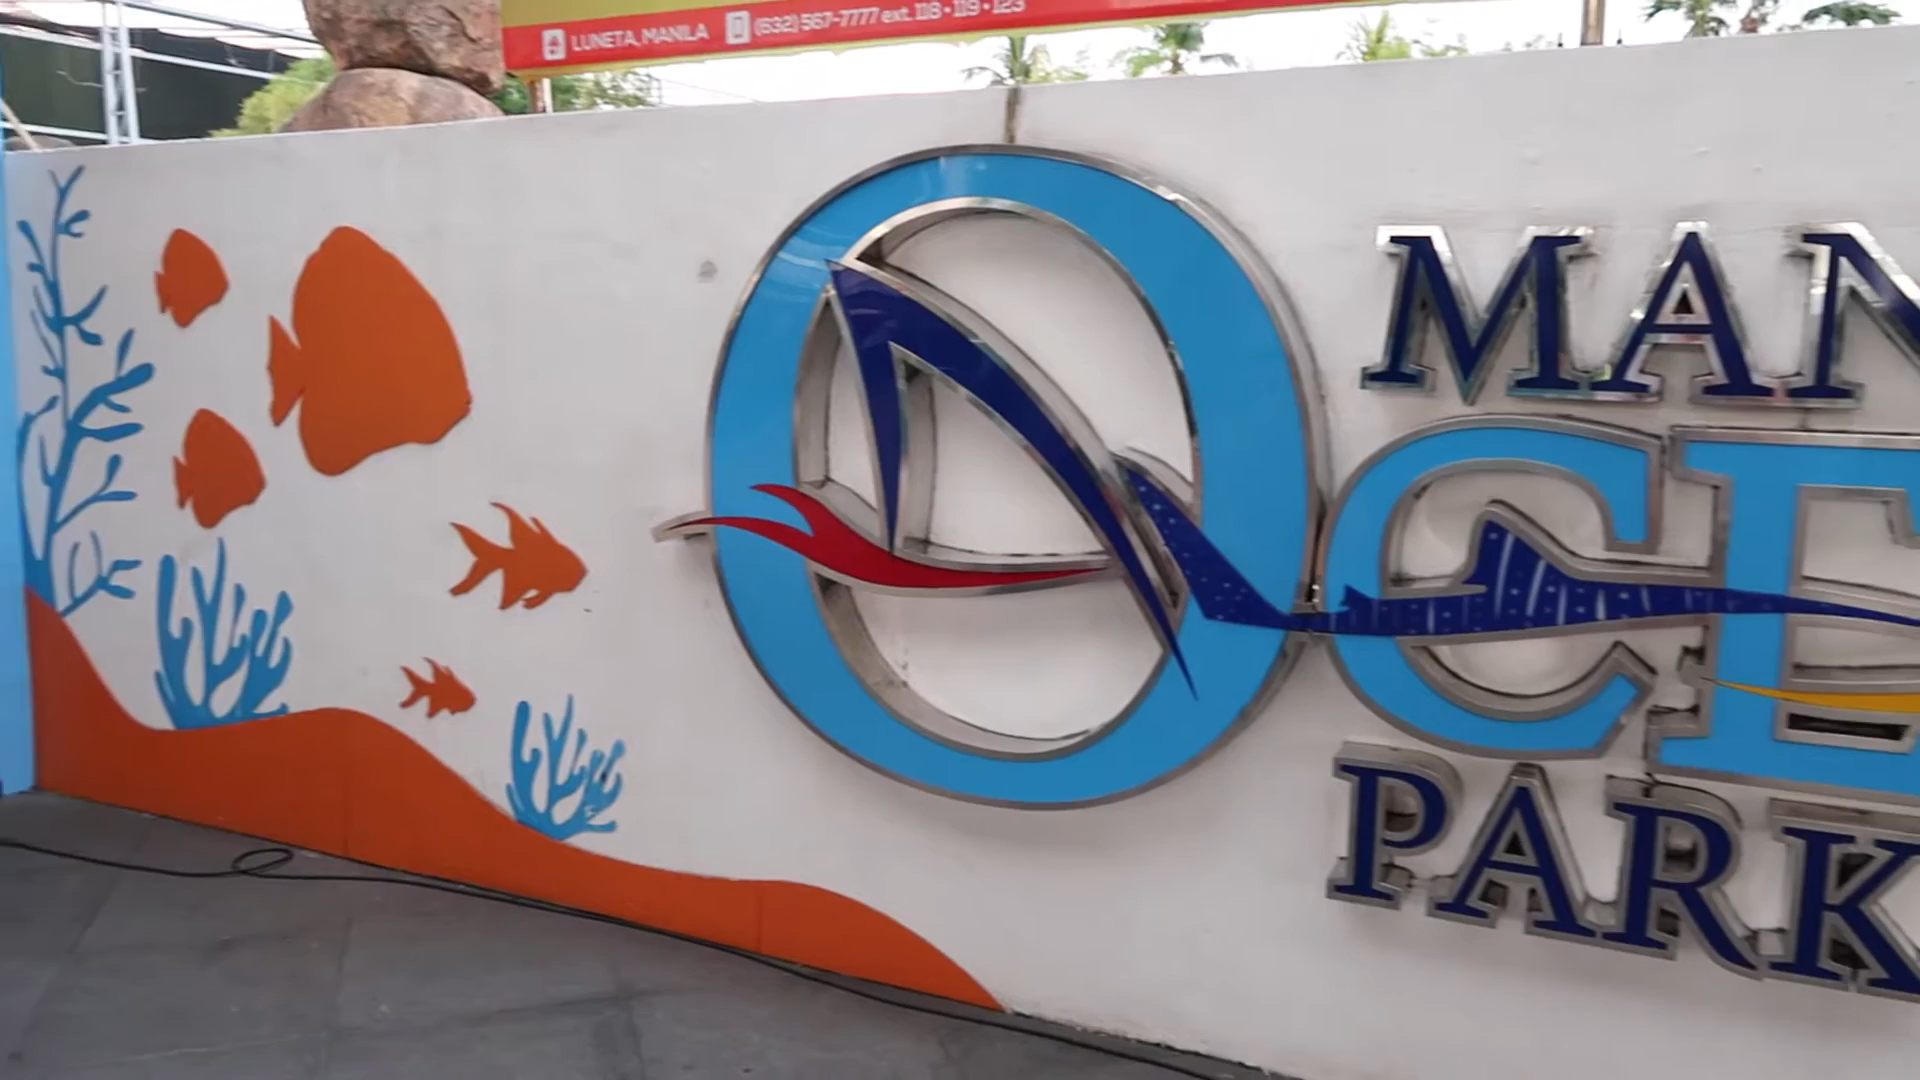 LUNETA, MANILA (632) 567-7777 ext. 118 • 119 • 123
MAN
OCE
PARK